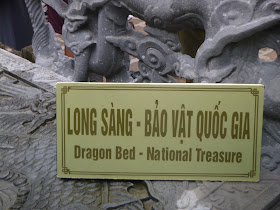 LONG SÀNG - BẢO VẬT QUỐC GIA
Dragon Bed - National Treasure